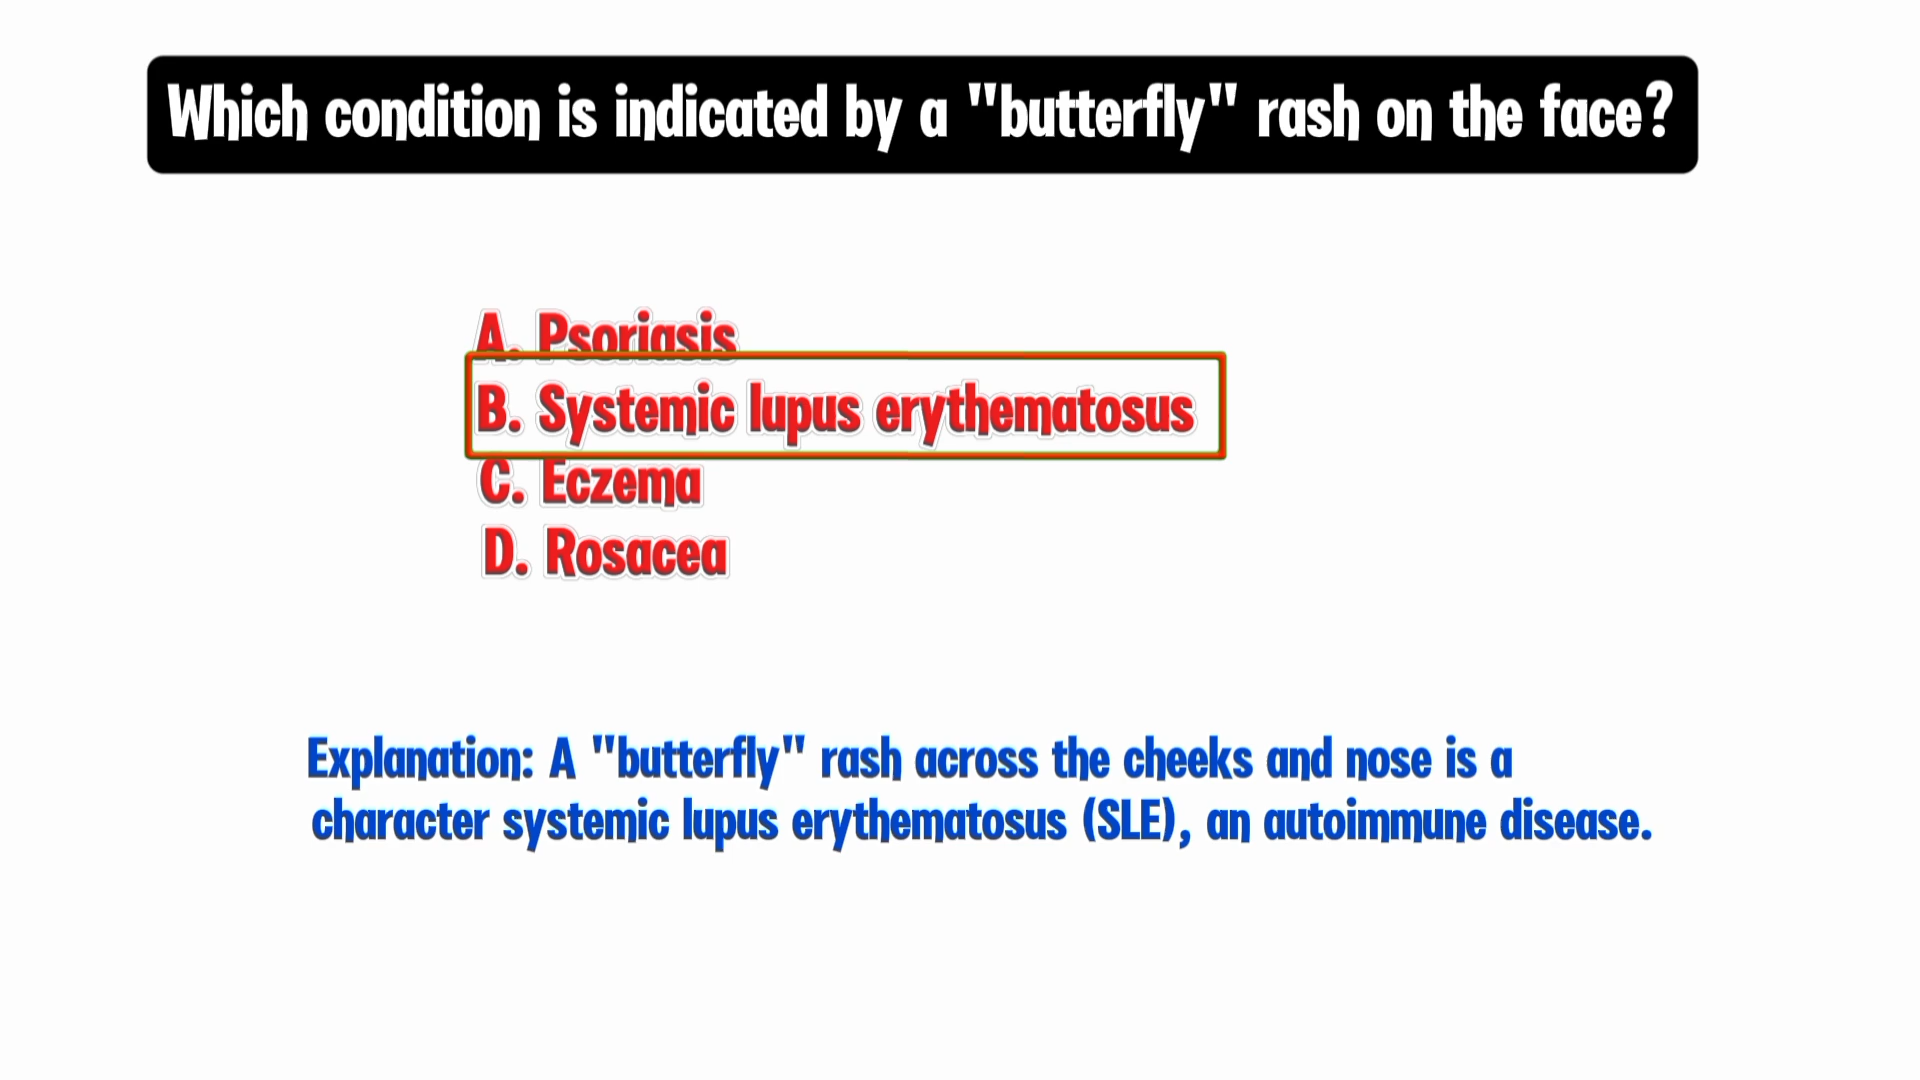 Which condition is indicated by a "butterfly" rash on the face?
A. Psoriasis
B. Systemic lupus erythematosus
C. Eczema
D. Rosacea
Explanation: A "butterfly" rash across the cheeks and nose is a
character systemic lupus erythematosus (SLE), an autoimmune disease.